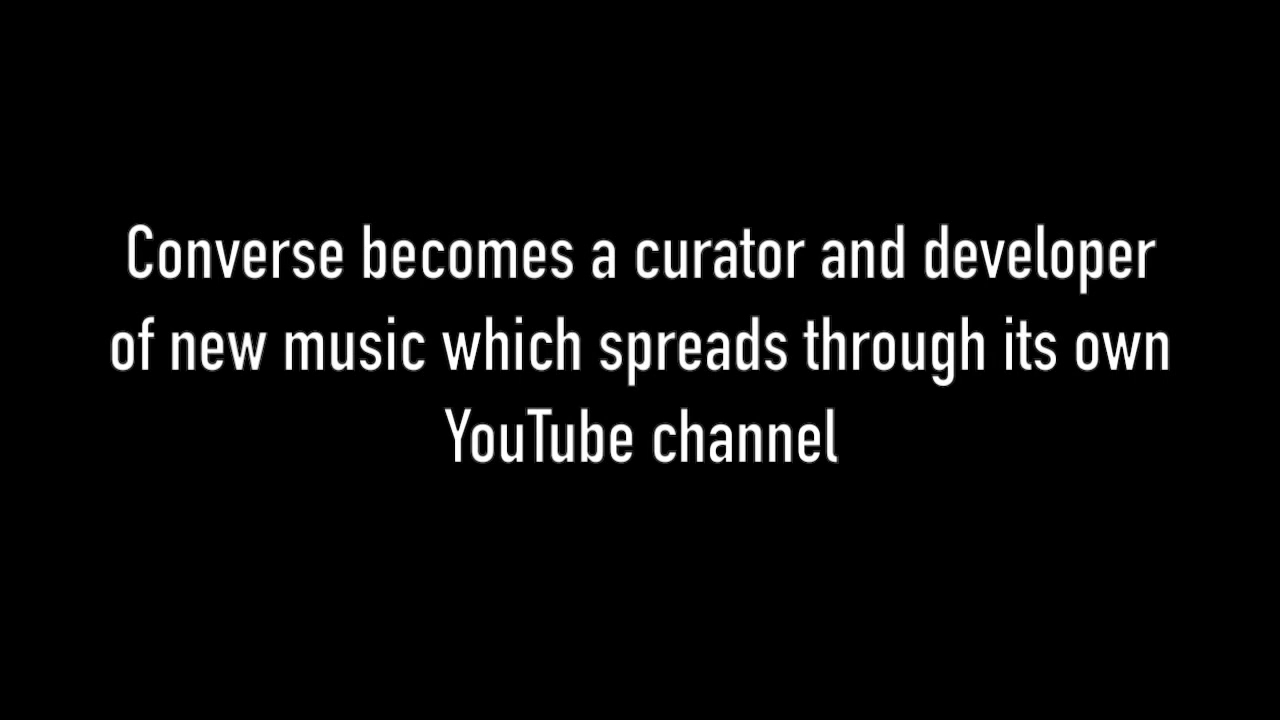 Converse becomes a curator and developer
of new music which spreads through its own
YouTube channel